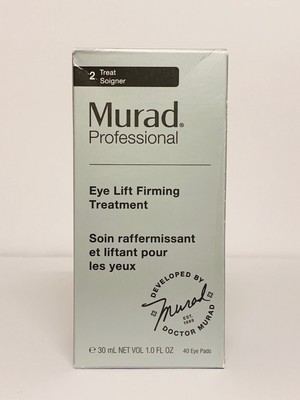 2 Treat
Soigner
Murad®
Professional
Eye Lift Firming
Treatment
Soin raffermissant
et liftant pour
les yeux
DEVELOPED BY
Murad
EST.
1989
DOCTOR MURAD
℮ 30 mL NET VOL 1.0 FL OZ 40 Eye Pads